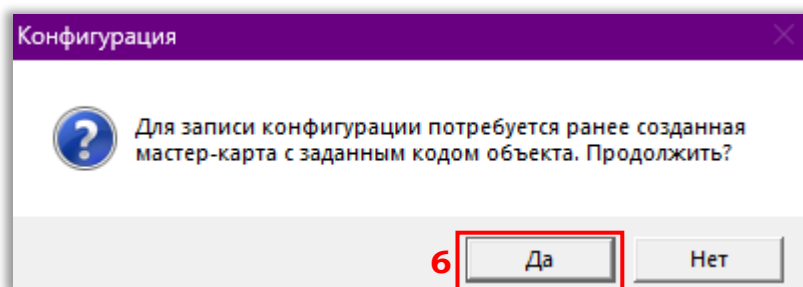 Конфигурация
Для записи конфигурации потребуется ранее созданная
мастер-карта с заданным кодом объекта. Продолжить?
6 Да Нет